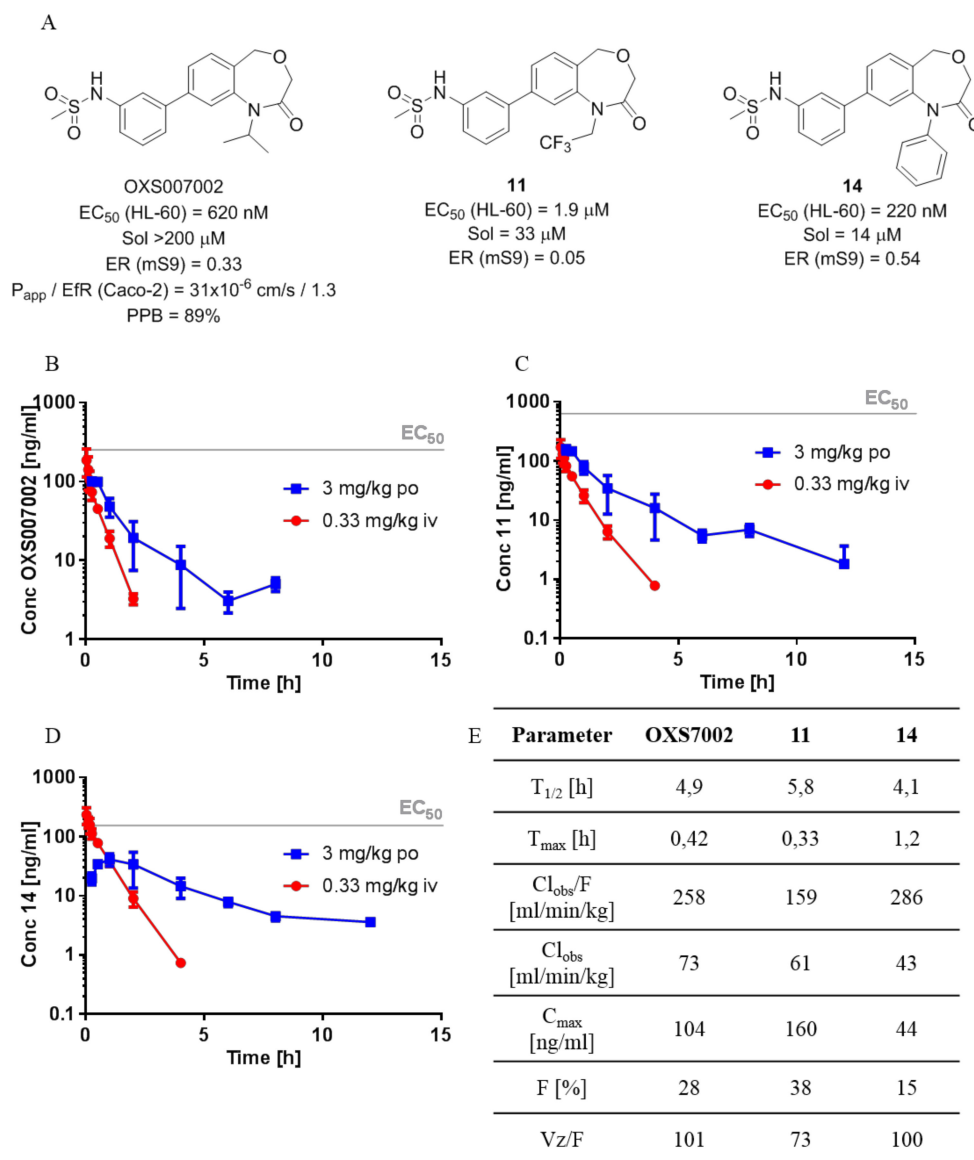 A
H
N
S
O
O
O
N
O
H
N
S
O
O
O
N
O
CF3
H
N
S
O
O
O
N
O
OXS007002
EC50 (HL-60) = 620 nM
Sol >200 μM
ER (mS9) = 0.33
Papp / EfR (Caco-2) = 31x10-6 cm/s / 1.3
PPB = 89%
11
EC50 (HL-60) = 1.9 μM
Sol = 33 μM
ER (mS9) = 0.05
14
EC50 (HL-60) = 220 nM
Sol = 14 μM
ER (mS9) = 0.54
B
Conc OXS007002 [ng/ml]
1000
100
10
1
EC50
3 mg/kg po
0.33 mg/kg iv
0 5 10 15
Time [h]
C
Conc 11 [ng/ml]
1000
100
10
1
0.1
EC50
3 mg/kg po
0.33 mg/kg iv
0 5 10 15
Time [h]
D
Conc 14 [ng/ml]
1000
100
10
1
0.1
EC50
3 mg/kg po
0.33 mg/kg iv
0 5 10 15
Time [h]
E
Parameter OXS7002 11 14
T1/2 [h] 4,9 5,8 4,1
Tmax [h] 0,42 0,33 1,2
Clobs/F
[ml/min/kg] 258 159 286
Clobs
[ml/min/kg] 73 61 43
Cmax
[ng/ml] 104 160 44
F [%] 28 38 15
Vz/F 101 73 100